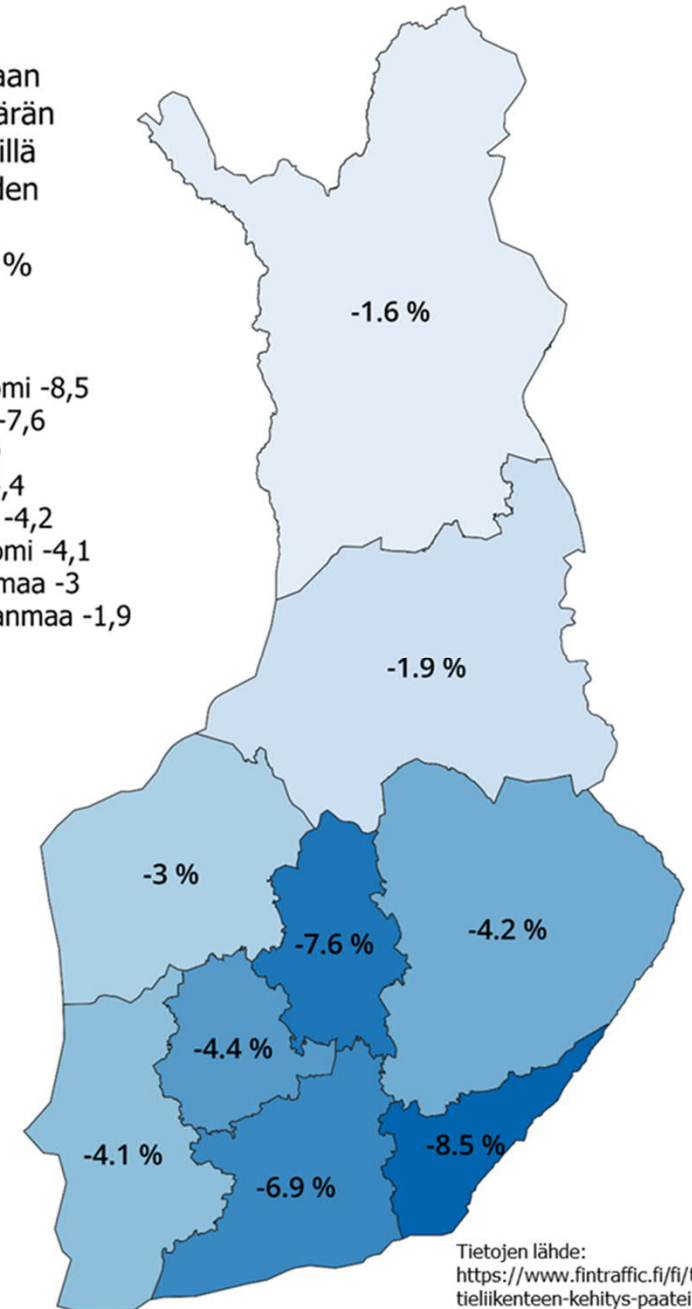 aan
ärän
illä
den
%
mi -8,5
-7,6
,4
-4,2
omi -4,1
maa -3
anmaa -1,9
-1.6 %
-1.9 %
-3 %
-7.6 %
-4.2 %
-4.4 %
-4.1 %
-6.9 %
-8.5 %
Tietojen lähde:
https://www.fintraffic.fi/fi/
tieliikenteen-kehitys-paatei